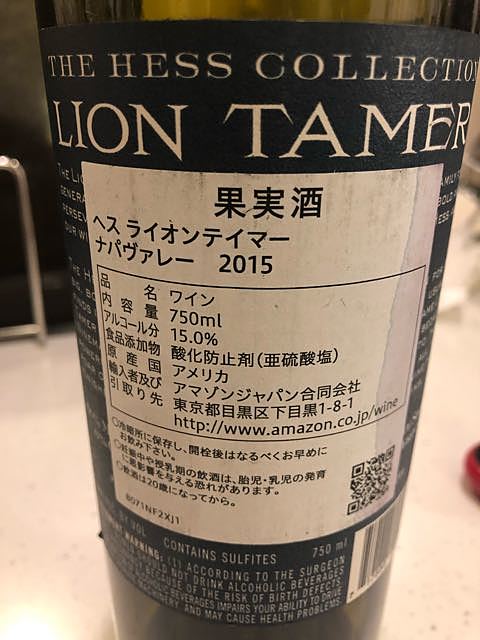 THE HESS COLLECTION
LION TAMER
果実酒
ヘス ライオンテイマー
ナパヴァレー 2015
品名 ワイン
内容量 750ml
アルコール分 15.0%
食品添加物 酸化防止剤(亜硫酸塩)
原産国 アメリカ
輸入者及び アマゾンジャパン合同会社
引取り先 東京都目黒区下目黒1-8-1
http://www.amazon.co.jp/wine
○冷暗所に保存し、開栓後はなるべくお早めに
お飲み下さい。
○妊娠中や授乳期の飲酒は、胎児・乳児の発育
に悪影響を与える恐れがあります。
○飲酒は20歳になってから。
8071NF2XJ1
BY VOL CONTAINS SULFITES 750 ml
WARNING: (1) ACCORDING TO THE SURGEON
SHOULD NOT DRINK ALCOHOLIC BEVERAGES
BECAUSE OF THE RISK OF BIRTH DEFECTS.
BEVERAGES IMPAIRS YOUR ABILITY TO DRIVE
AND MAY CAUSE HEALTH PROBLEMS.